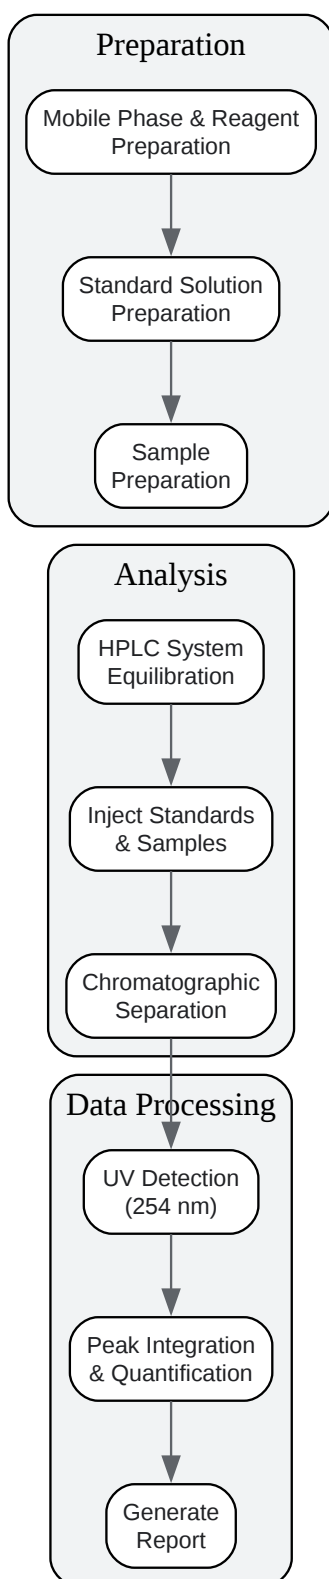 Preparation
Mobile Phase & Reagent
Preparation
Standard Solution
Preparation
Sample
Preparation
Analysis
HPLC System
Equilibration
Inject Standards
& Samples
Chromatographic
Separation
Data Processing
UV Detection
(254 nm)
Peak Integration
& Quantification
Generate
Report